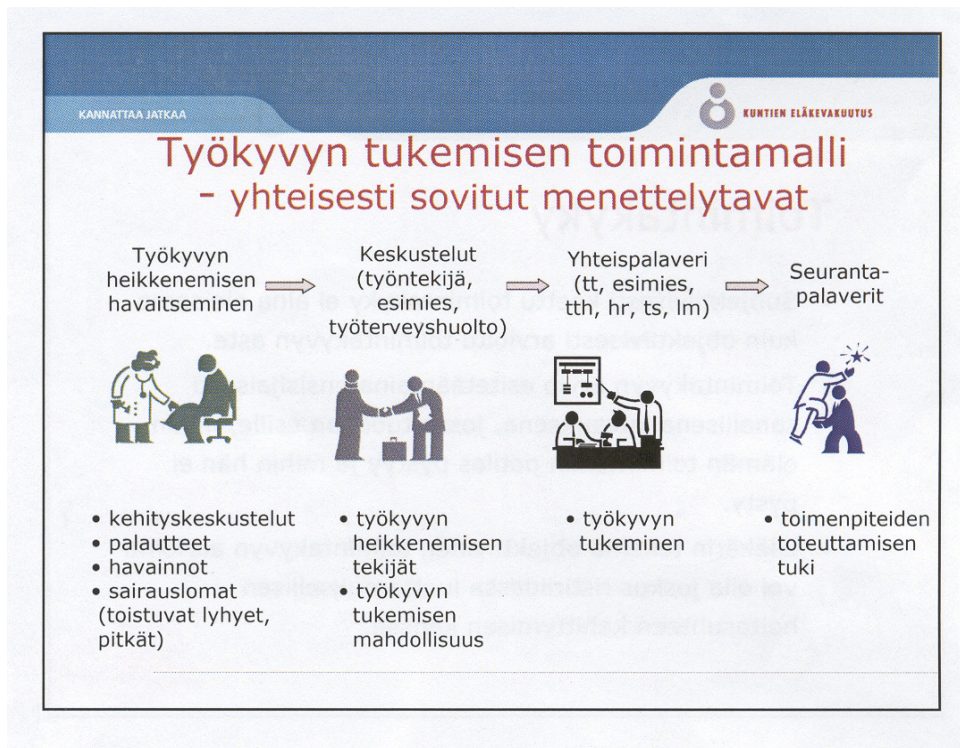 KANNATTAA JATKAA
KUNTIEN ELÄKEVAKUUTUS
Työkyvyn tukemisen toimintamalli
- yhteisesti sovitut menettelytavat
Työkyvyn
heikkenemisen
havaitseminen
Keskustelut
(työntekijä,
esimies,
työterveyshuolto)
Yhteispalaveri
(tt, esimies,
tth, hr, ts, lm)
Seuranta-
palaverit
• kehityskeskustelut
• palautteet
• havainnot
• sairauslomat
(toistuvat lyhyet,
pitkät)
• työkyvyn
heikkenemisen
tekijät
• työkyvyn
tukemisen
mahdollisuus
• työkyvyn
tukeminen
• toimenpiteiden
toteuttamisen
tuki